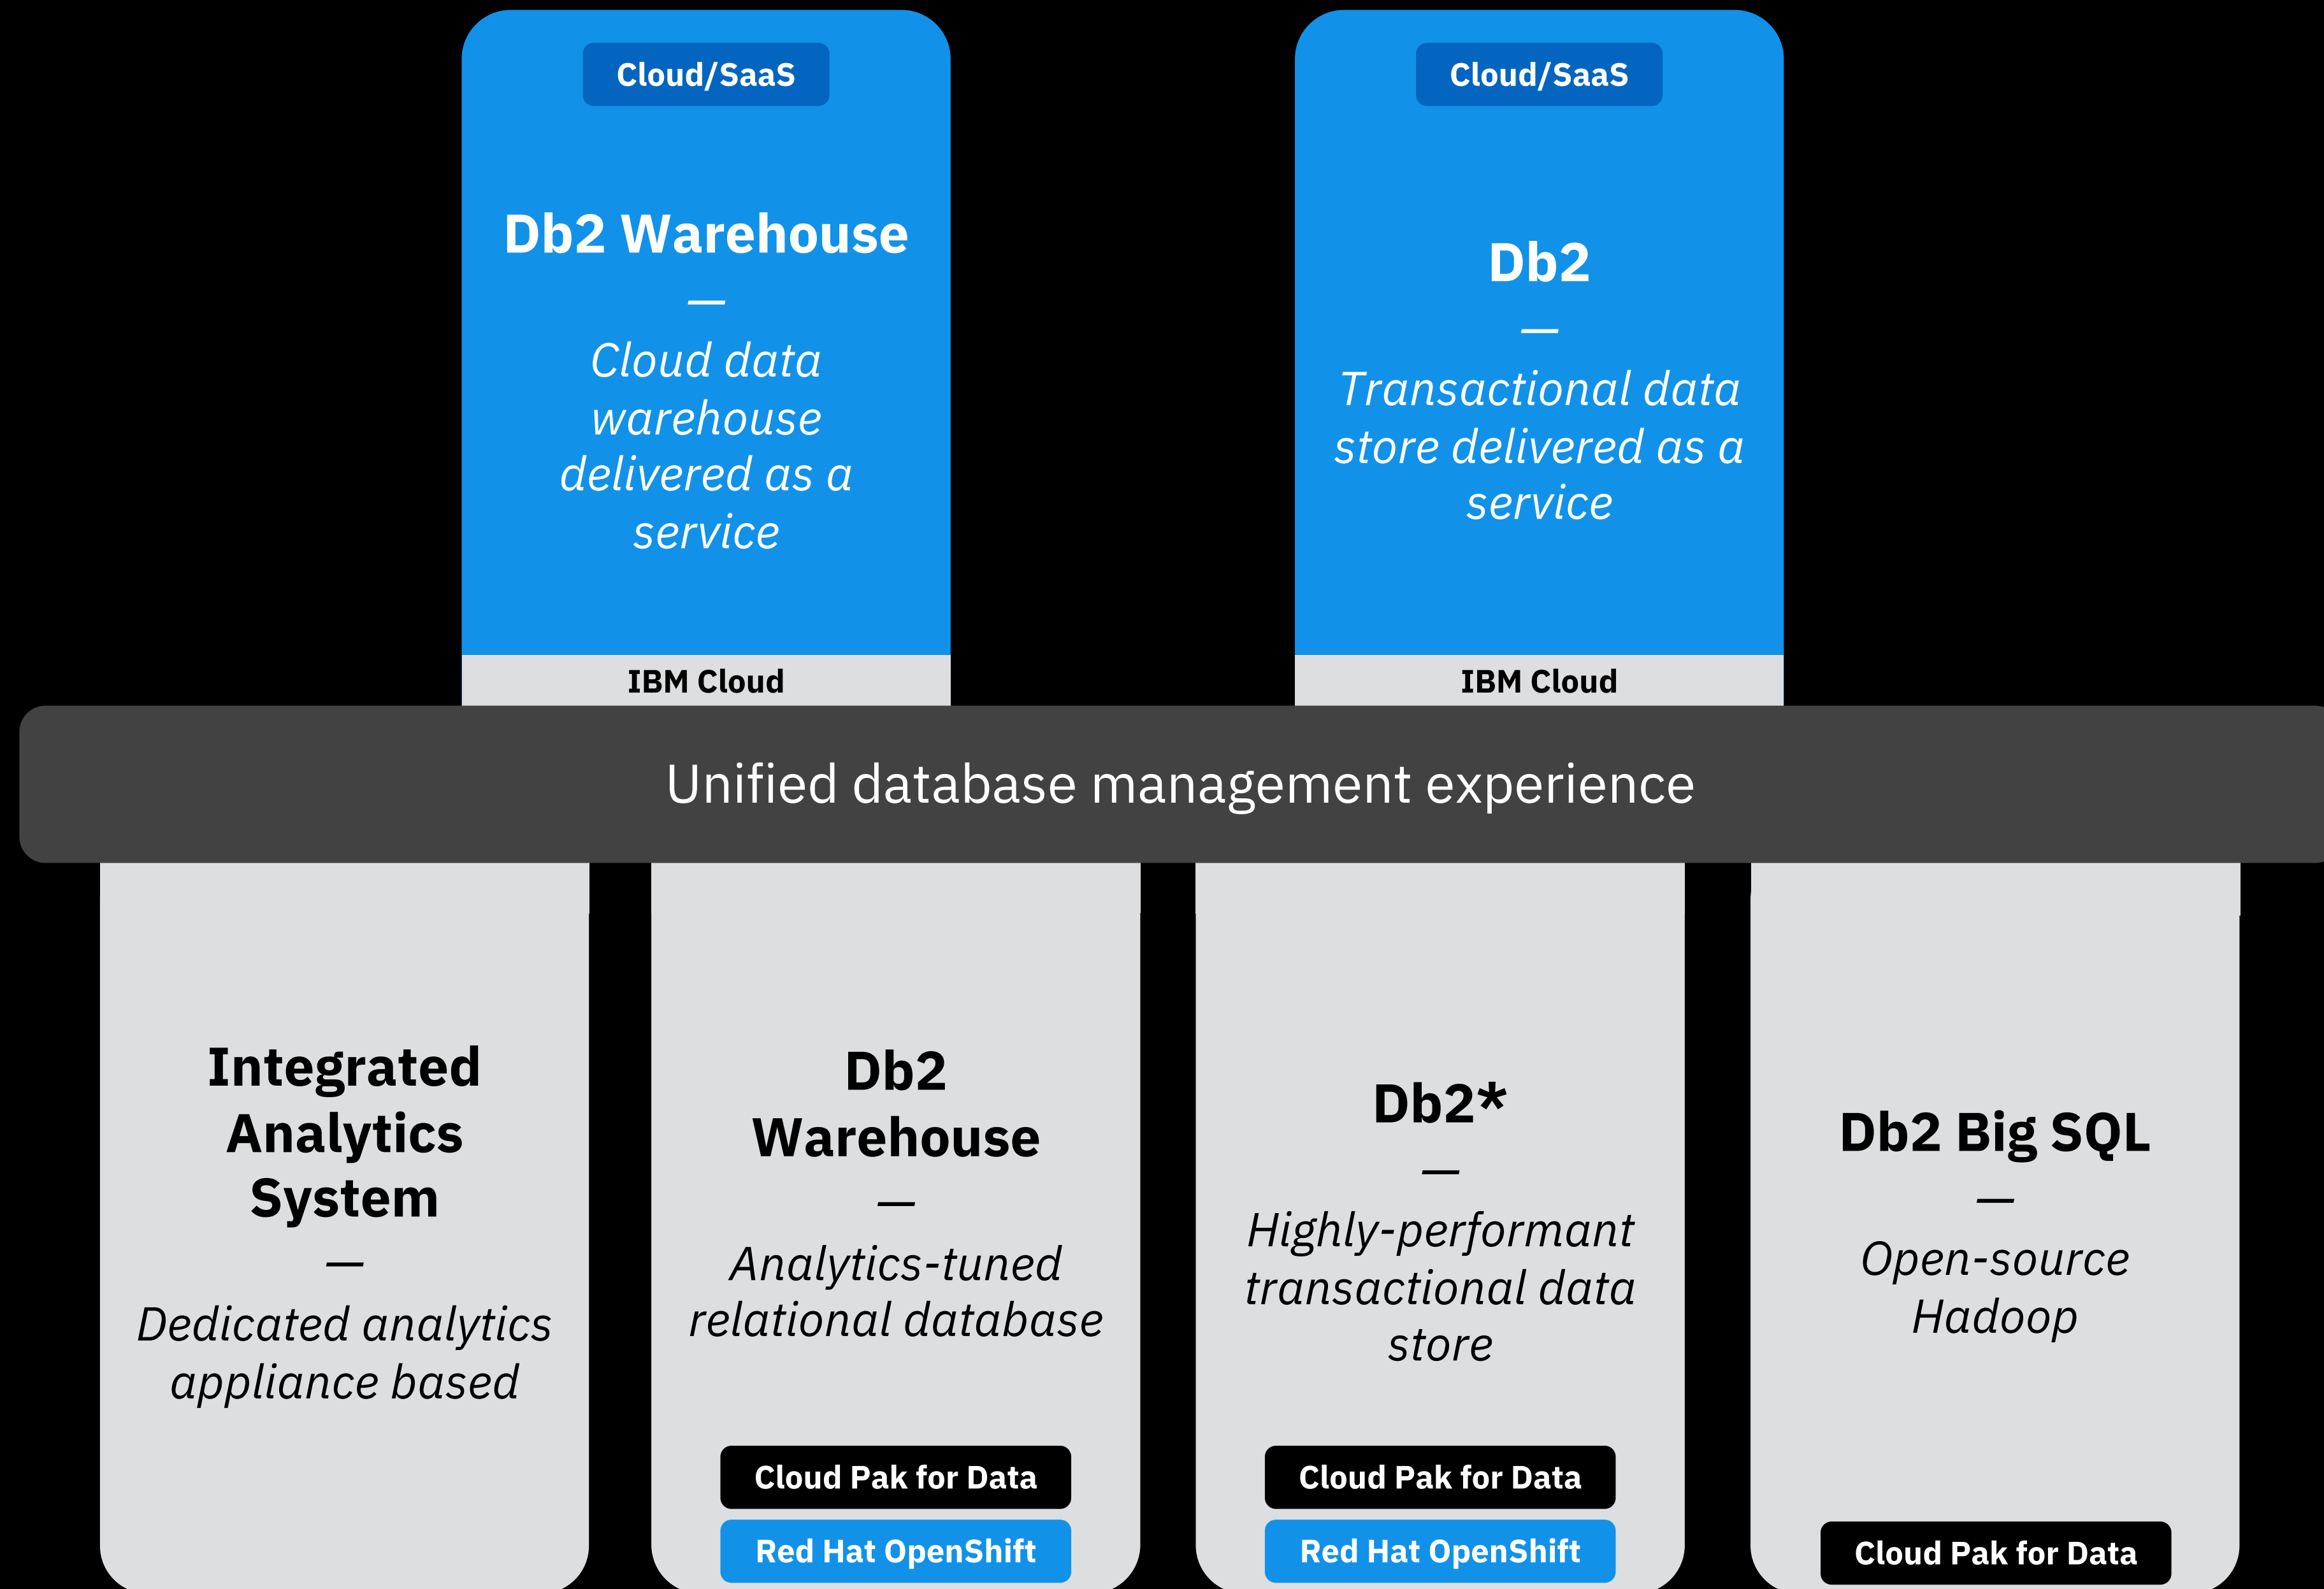 Cloud/SaaS
Db2 Warehouse
—
Cloud data
warehouse
delivered as a
service
IBM Cloud
Cloud/SaaS
Db2
—
Transactional data
store delivered as a
service
IBM Cloud
Unified database management experience
Integrated
Analytics
System
—
Dedicated analytics
appliance based
Db2
Warehouse
—
Analytics-tuned
relational database
Cloud Pak for Data
Red Hat OpenShift
Db2*
—
Highly-performant
transactional data
store
Cloud Pak for Data
Red Hat OpenShift
Db2 Big SQL
—
Open-source
Hadoop
Cloud Pak for Data